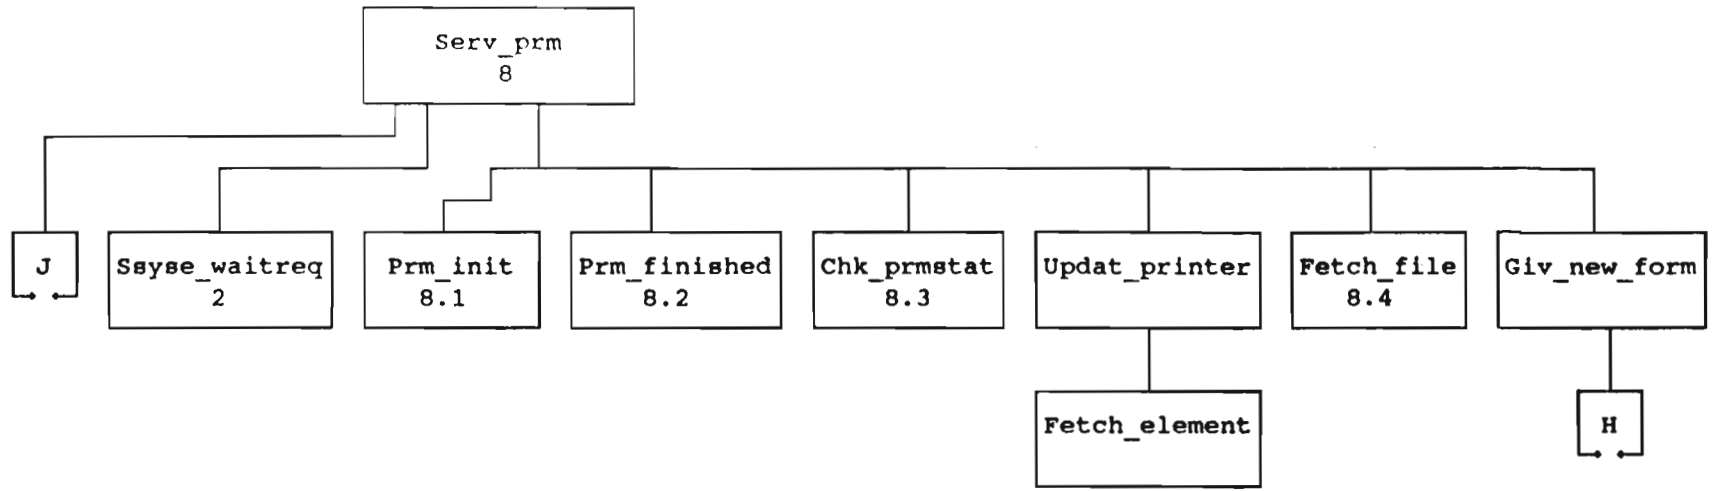 Serv_prm
8
J
Ssyse_waitreq
2
Prm_init
8.1
Prm_finished
8.2
Chk_prmstat
8.3
Updat_printer
Fetch_file
8.4
Giv_new_form
Fetch_element
H